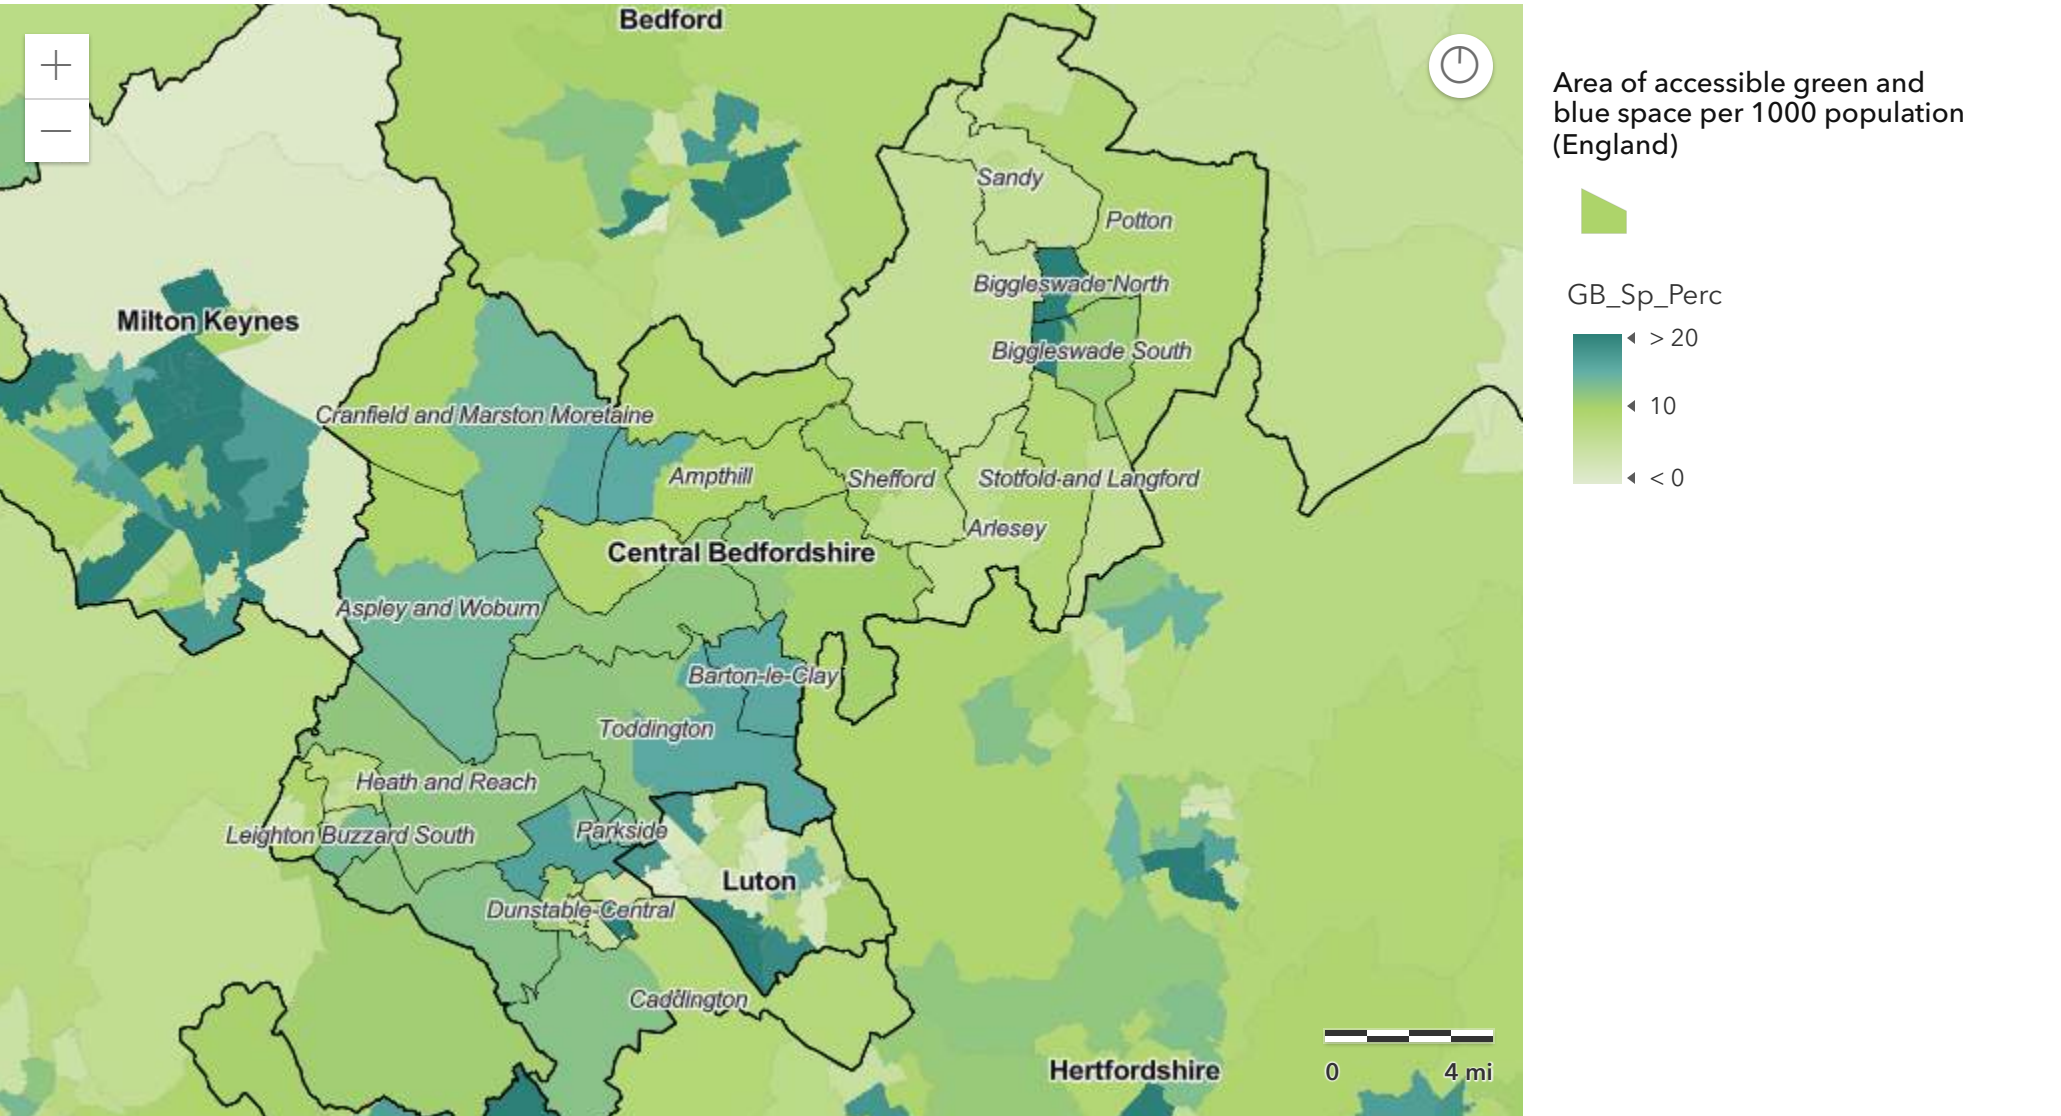 Bedford
Sandy
Potton
Biggleswade North
Milton Keynes
Biggleswade South
Cranfield and Marston Moretaine
Ampthill
Shefford
Stotfold and Langford
Arlesey
Central Bedfordshire
Aspley and Woburn
Barton-le-Clay
Toddington
Heath and Reach
Leighton Buzzard South
Parkside
Luton
Dunstable-Central
Caddington
Hertfordshire
0 4 mi
Area of accessible green and
blue space per 1000 population
(England)
GB_Sp_Perc
> 20
10
< 0